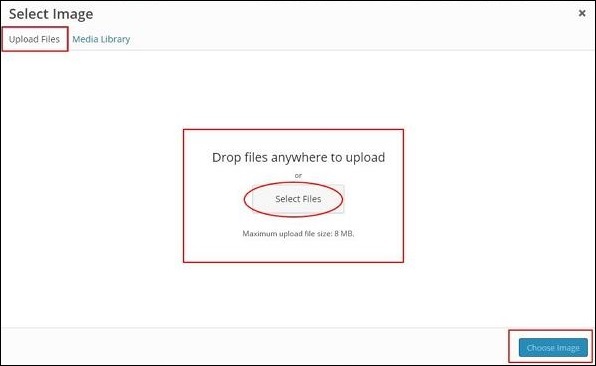 Select Image
Upload Files Media Library
Drop files anywhere to upload
or
Select Files
Maximum upload file size: 8 MB.
Choose Image